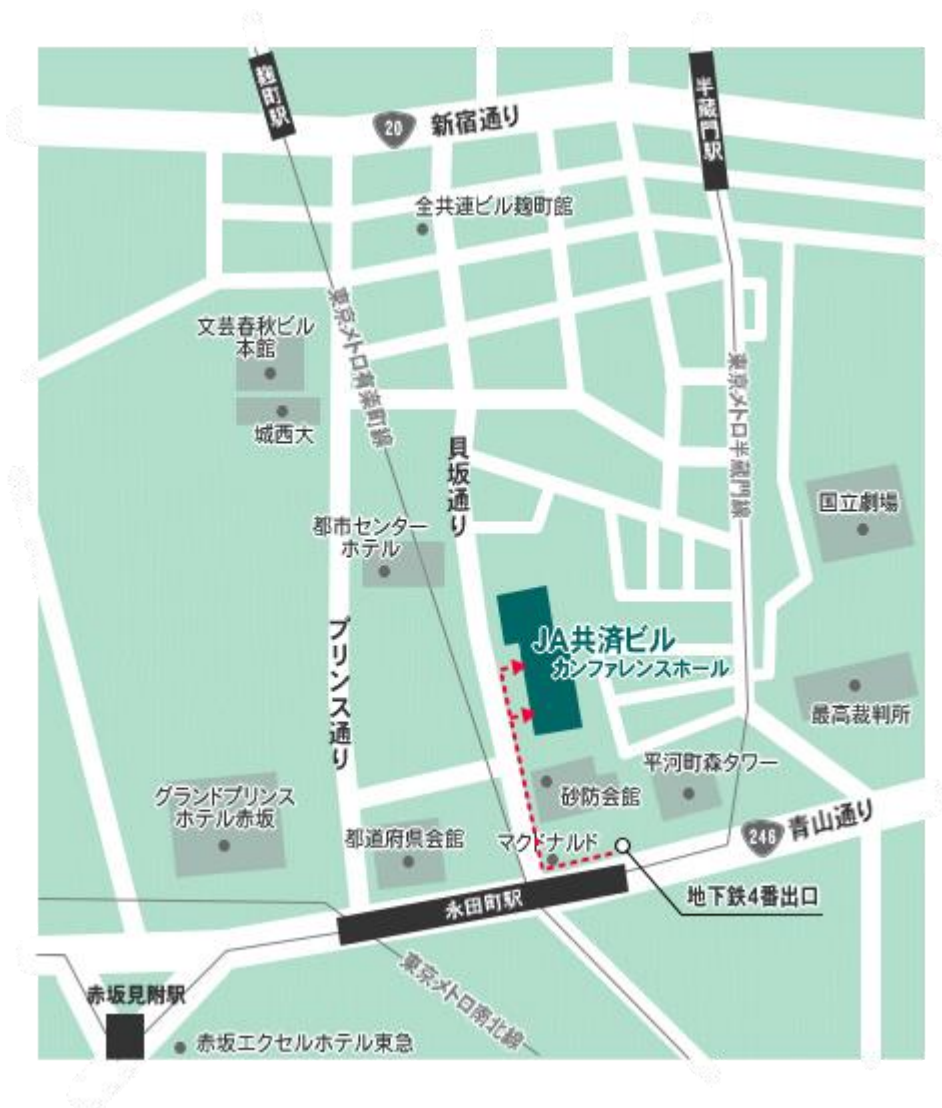 麹町駅
半蔵門駅
20
新宿通り
全共連ビル麹町館
東京メトロ有楽町線
文芸春秋ビル
本館
城西大
東京メトロ半蔵門線
貝坂通り
国立劇場
都市センター
ホテル
プリンス通り
JA共済ビル
カンファレンスホール
最高裁判所
平河町森タワー
砂防会館
グランドプリンス
ホテル赤坂
都道府県会館
マクドナルド
246
青山通り
地下鉄4番出口
永田町駅
東京メトロ南北線
赤坂見附駅
赤坂エクセルホテル東急